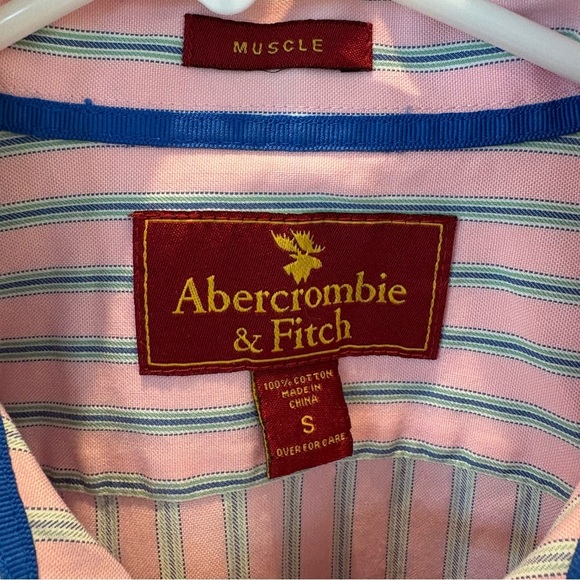 MUSCLE
Abercrombie
& Fitch
100% COTTON
MADE IN
CHINA
S
OVER FOR CARE